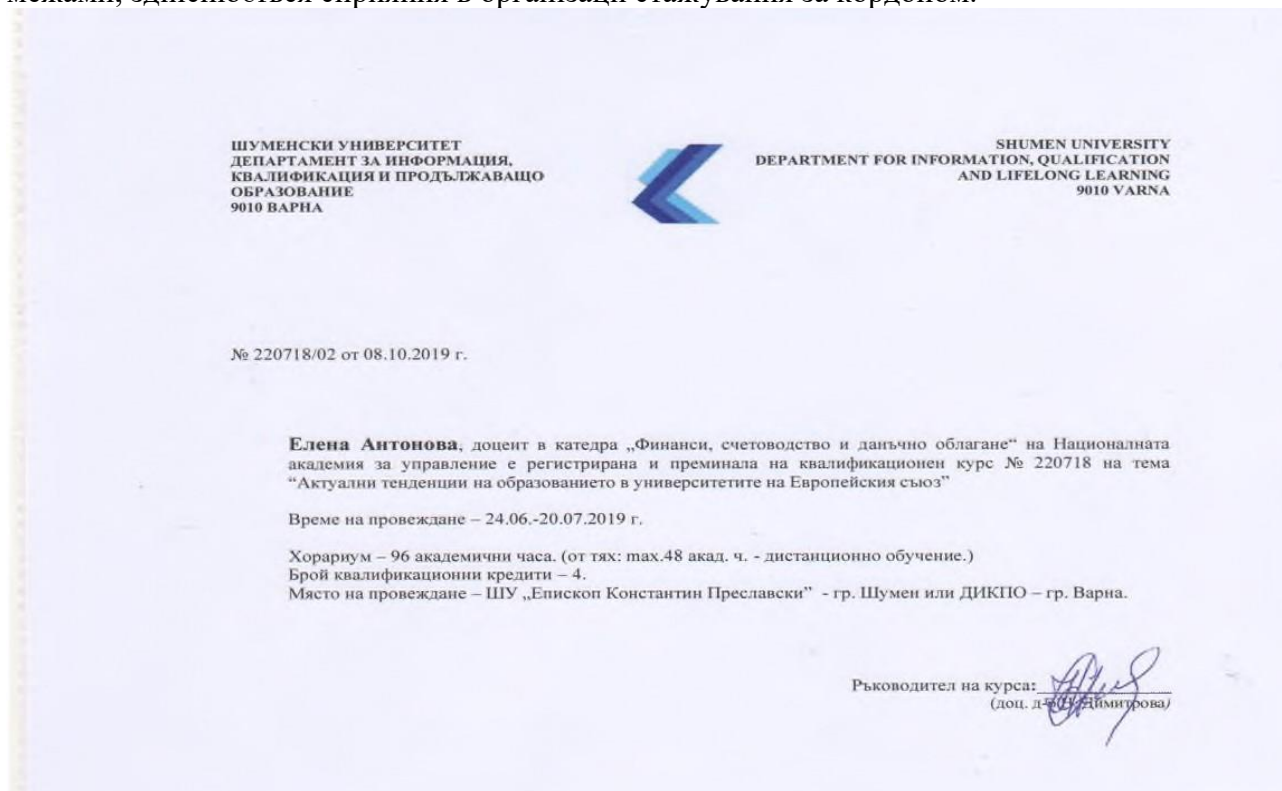 ШУМЕНСКИ УНИВЕРСИТЕТ
ДЕПАРТАМЕНТ ЗА ИНФОРМАЦИЯ,
КВАЛИФИКАЦИЯ И ПРОДЪЛЖАВАЩО
ОБРАЗОВАНИЕ
9010 ВАРНА
SHUMEN UNIVERSITY
DEPARTMENT FOR INFORMATION, QUALIFICATION
AND LIFELONG LEARNING
9010 VARNA
№ 220718/02 от 08.10.2019 г.
Елена Антонова, доцент в катедра „Финанси, счетоводство и данъчно облагане“ на Националната
академия за управление е регистрирана и преминала на квалификационен курс № 220718 на тема
“Актуални тенденции на образованието в университетите на Европейския съюз”
Време на провеждане – 24.06.-20.07.2019 г.
Хорариум – 96 академични часа. (от тях: max.48 акад. ч. - дистанционно обучение.)
Брой квалификационни кредити – 4.
Място на провеждане – ШУ „Епископ Константин Преславски” - гр. Шумен или ДИКПО – гр. Варна.
Ръководител на курса:
(доц. Димитрова)